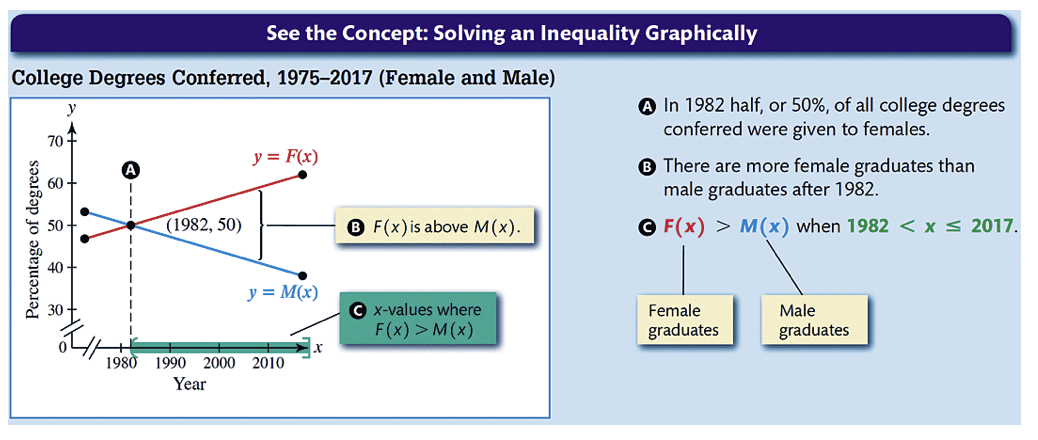 See the Concept: Solving an Inequality Graphically
College Degrees Conferred, 1975–2017 (Female and Male)
y
70
60
50
40
30
0
Percentage of degrees
A
y = F(x)
(1982, 50)
y = M(x)
B F(x) is above M(x).
C x-values where
F(x) > M(x)
x
1980 1990 2000 2010
Year
A In 1982 half, or 50%, of all college degrees
conferred were given to females.
B There are more female graduates than
male graduates after 1982.
C F(x) > M(x) when 1982 < x ≤ 2017.
Female
graduates
Male
graduates